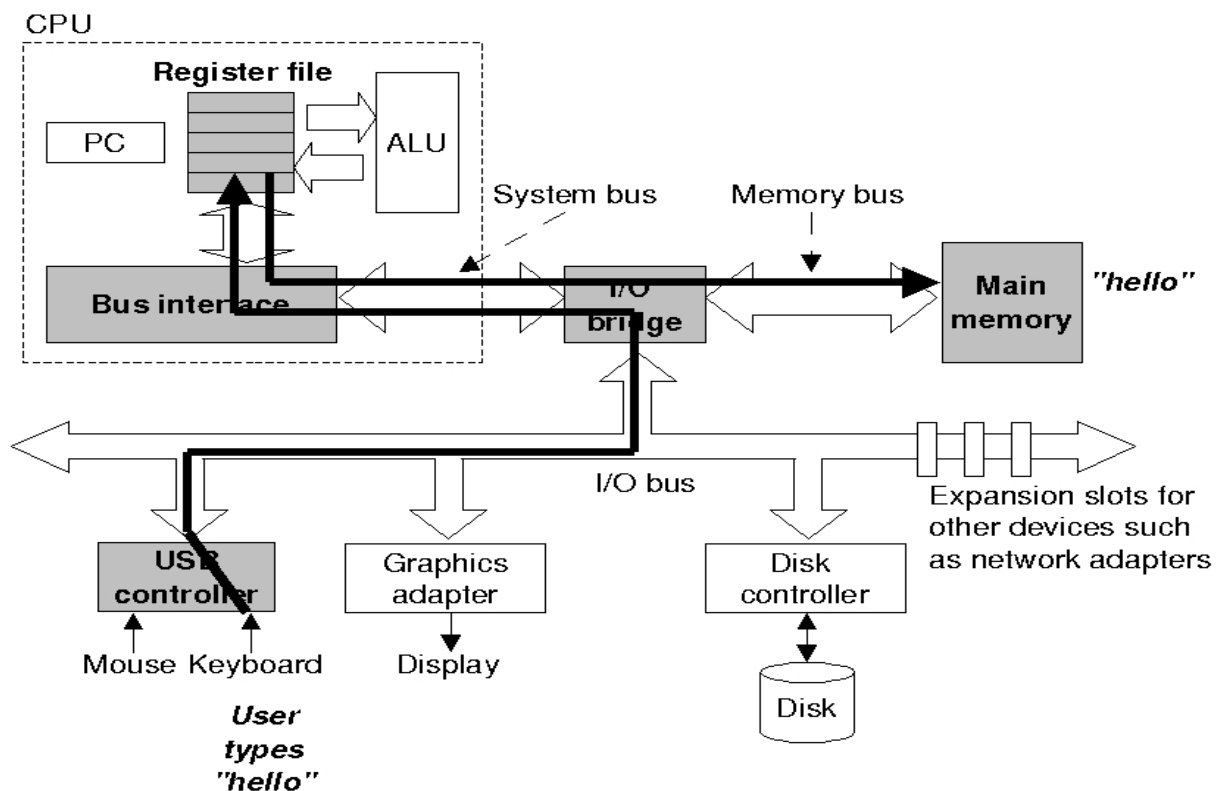 CPU
Register file
PC
ALU
System bus
Memory bus
Bus interface
I/O
bridge
Main
memory
"hello"
I/O bus
Expansion slots for
other devices such
as network adapters
USB
controller
Graphics
adapter
Disk
controller
Mouse Keyboard
Display
Disk
User
types
"hello"